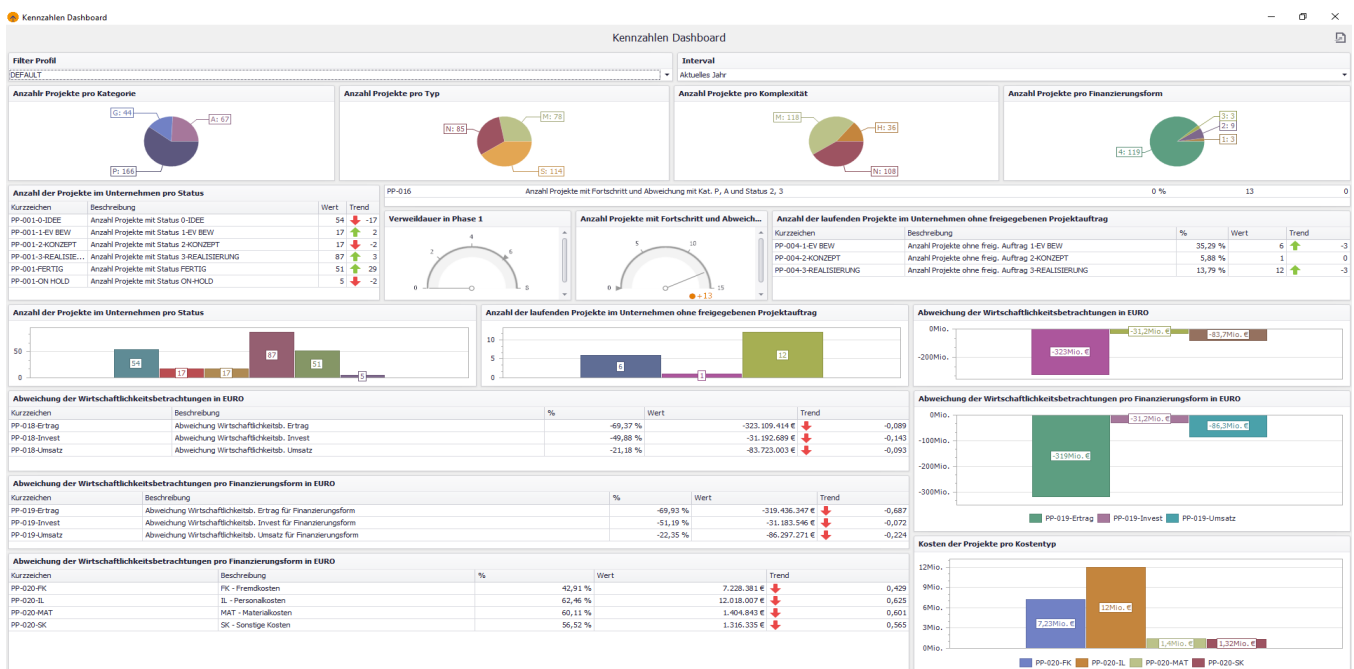 Kennzahlen Dashboard
Kennzahlen Dashboard
Filter Profil
Interval
DEFAULT
Aktuelles Jahr
Anzahlr Projekte pro Kategorie
Anzahl Projekte pro Typ
Anzahl Projekte pro Komplexität
Anzahl Projekte pro Finanzierungsform
G: 44
A: 67
P: 166
N: 85
M: 78
S: 114
M: 118
H: 36
N: 108
3: 3
2: 9
1: 3
4: 119
Anzahl der Projekte im Unternehmen pro Status
Kurzzeichen Beschreibung Wert Trend
PP-001-0-IDEE Anzahl Projekte mit Status 0-IDEE 54 -17
PP-001-1-EV BEW Anzahl Projekte mit Status 1-EV BEW 17 2
PP-001-2-KONZEPT Anzahl Projekte mit Status 2-KONZEPT 17 -2
PP-001-3-REALISIE... Anzahl Projekte mit Status 3-REALISIERUNG 87 3
PP-001-FERTIG Anzahl Projekte mit Status FERTIG 51 29
PP-001-ON HOLD Anzahl Projekte mit Status ON-HOLD 5 -2
PP-016 Anzahl Projekte mit Fortschritt und Abweichung mit Kat. P, A und Status 2, 3 0 % 13 0
Verweildauer in Phase 1
0 2 4 6 8
Anzahl Projekte mit Fortschritt und Abweich...
0 5 10 15
+13
Anzahl der laufenden Projekte im Unternehmen ohne freigegebenen Projektauftrag
Kurzzeichen Beschreibung % Wert Trend
PP-004-1-EV BEW Anzahl Projekte ohne freig. Auftrag 1-EV BEW 35,29 % 6 -3
PP-004-2-KONZEPT Anzahl Projekte ohne freig. Auftrag 2-KONZEPT 5,88 % 1 0
PP-004-3-REALISIERUNG Anzahl Projekte ohne freig. Auftrag 3-REALISIERUNG 13,79 % 12 -3
Anzahl der Projekte im Unternehmen pro Status
50
0
54 17 17 87 51 5
Anzahl der laufenden Projekte im Unternehmen ohne freigegebenen Projektauftrag
10
5
0
6 1 12
Abweichung der Wirtschaftlichkeitsbetrachtungen in EURO
0Mio.
-200Mio.
-323Mio. € -31,2Mio. € -83,7Mio. €
Abweichung der Wirtschaftlichkeitsbetrachtungen in EURO
Kurzzeichen Beschreibung % Wert Trend
PP-018-Ertrag Abweichung Wirtschaftlichkeitsb. Ertrag -69,37 % -323.109.414 € -0,089
PP-018-Invest Abweichung Wirtschaftlichkeitsb. Invest -49,88 % -31.192.689 € -0,143
PP-018-Umsatz Abweichung Wirtschaftlichkeitsb. Umsatz -21,18 % -83.723.003 € -0,093
Abweichung der Wirtschaftlichkeitsbetrachtungen pro Finanzierungsform in EURO
0Mio.
-100Mio.
-200Mio.
-300Mio.
-319Mio. € -31,2Mio. € -86,3Mio. €
PP-019-Ertrag PP-019-Invest PP-019-Umsatz
Abweichung der Wirtschaftlichkeitsbetrachtungen pro Finanzierungsform in EURO
Kurzzeichen Beschreibung % Wert Trend
PP-019-Ertrag Abweichung Wirtschaftlichkeitsb. Ertrag für Finanzierungsform -69,93 % -319.436.347 € -0,687
PP-019-Invest Abweichung Wirtschaftlichkeitsb. Invest für Finanzierungsform -51,19 % -31.183.546 € -0,072
PP-019-Umsatz Abweichung Wirtschaftlichkeitsb. Umsatz für Finanzierungsform -22,35 % -86.297.271 € -0,224
Abweichung der Wirtschaftlichkeitsbetrachtungen pro Finanzierungsform in EURO
Kurzzeichen Beschreibung % Wert Trend
PP-020-FK FK - Fremdkosten 42,91 % 7.228.381 € 0,429
PP-020-IL IL - Personalkosten 62,46 % 12.018.007 € 0,625
PP-020-MAT MAT - Materialkosten 60,11 % 1.404.843 € 0,601
PP-020-SK SK - Sonstige Kosten 56,52 % 1.316.335 € 0,565
Kosten der Projekte pro Kostentyp
12Mio.
9Mio.
6Mio.
3Mio.
0Mio.
7,23Mio. € 12Mio. € 1,4Mio. € 1,32Mio. €
PP-020-FK PP-020-IL PP-020-MAT PP-020-SK